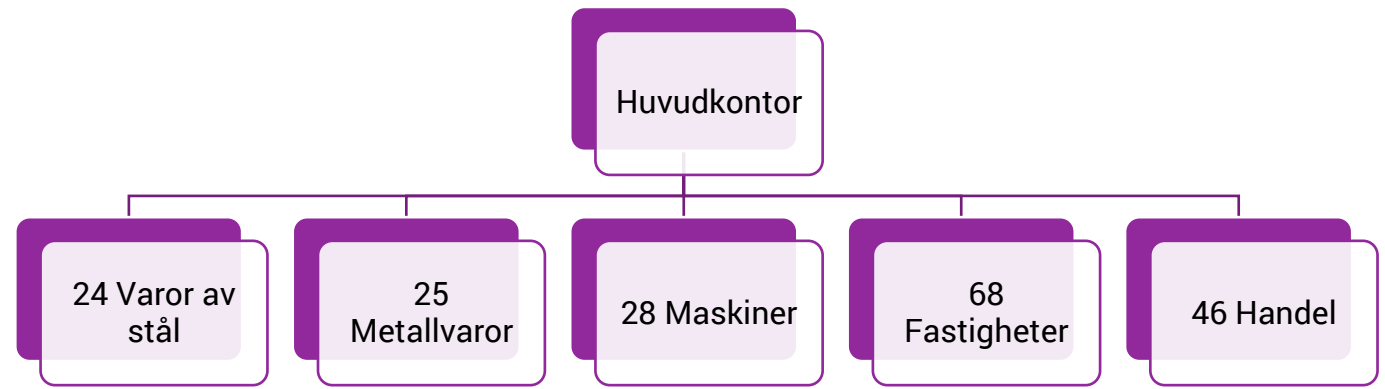 Huvudkontor
24 Varor av
stål
25
Metallvaror
28 Maskiner
68
Fastigheter
46 Handel